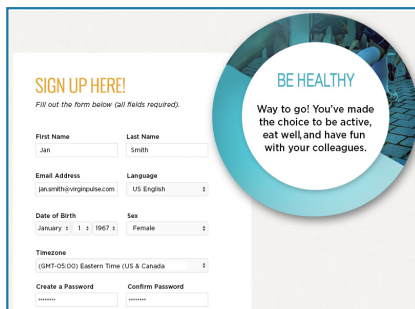 SIGN UP HERE!
Fill out the form below (all fields required).
First Name
Last Name
Jan
Smith
Email Address
Language
jan.smith@virginpulse.com
US English
Date of Birth
Sex
January
1
1967
Female
Timezone
(GMT-05:00) Eastern Time (US & Canada
Create a Password
Confirm Password
••••••••
••••••••
BE HEALTHY
Way to go! You've made
the choice to be active,
eat well, and have fun
with your colleagues.